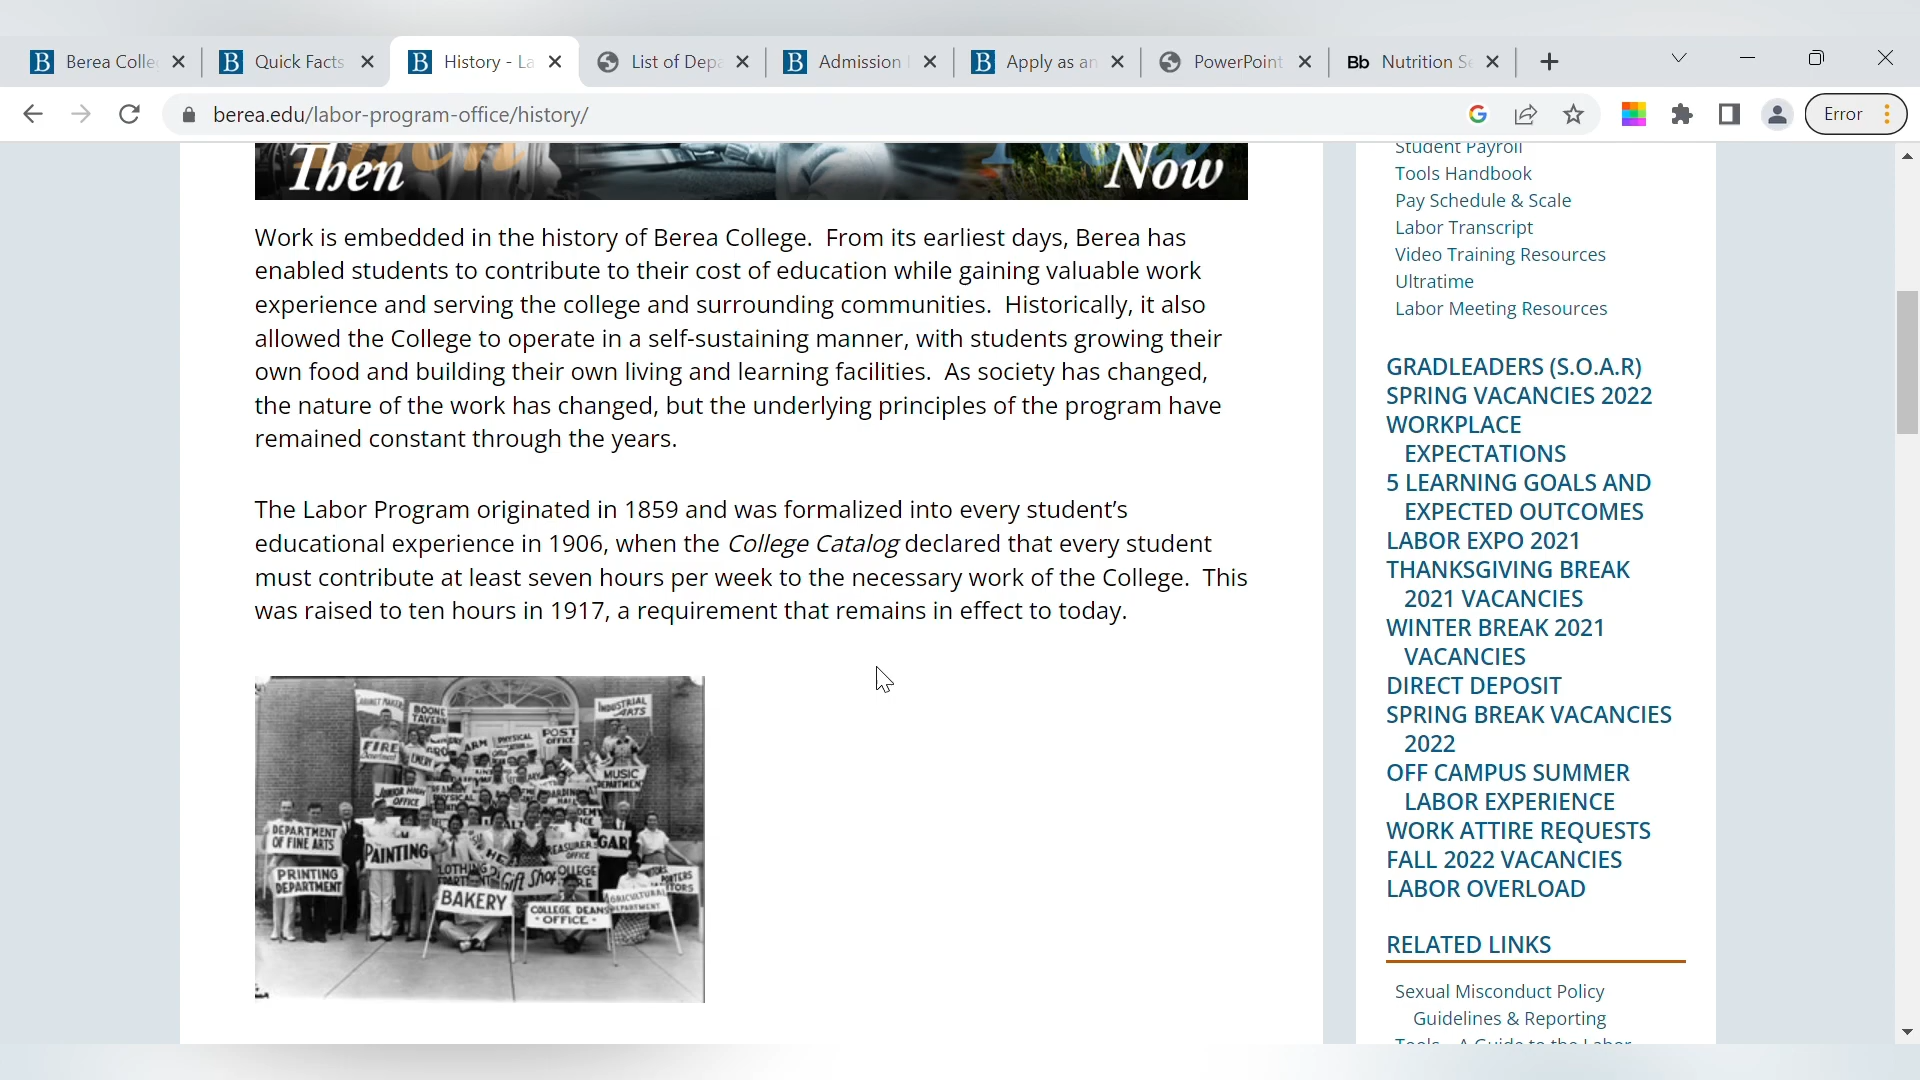 Berea Colle
Quick Facts
History - La
List of Depa
Admission
Apply as an
PowerPoint
Bb Nutrition Se
berea.edu/labor-program-office/history/
Error
Then
Now
Work is embedded in the history of Berea College. From its earliest days, Berea has
enabled students to contribute to their cost of education while gaining valuable work
experience and serving the college and surrounding communities. Historically, it also
allowed the College to operate in a self-sustaining manner, with students growing their
own food and building their own living and learning facilities. As society has changed,
the nature of the work has changed, but the underlying principles of the program have
remained constant through the years.
The Labor Program originated in 1859 and was formalized into every student’s
educational experience in 1906, when the College Catalog declared that every student
must contribute at least seven hours per week to the necessary work of the College. This
was raised to ten hours in 1917, a requirement that remains in effect to today.
BOONE
TAVERN
INDUSTRIAL
ARTS
FIRE
PHYSICAL
POST
OFFICE
MUSIC
DEPARTMENT
JUNIOR HIGH
OFFICE
DEPARTMENT
OF FINE ARTS
PAINTING
PRINTING
DEPARTMENT
Gift Shop
BAKERY
COLLEGE DEANS
OFFICE
AGRICULTURAL
DEPARTMENT
Student Payroll
Tools Handbook
Pay Schedule & Scale
Labor Transcript
Video Training Resources
Ultratime
Labor Meeting Resources
GRADLEADERS (S.O.A.R)
SPRING VACANCIES 2022
WORKPLACE
EXPECTATIONS
5 LEARNING GOALS AND
EXPECTED OUTCOMES
LABOR EXPO 2021
THANKSGIVING BREAK
2021 VACANCIES
WINTER BREAK 2021
VACANCIES
DIRECT DEPOSIT
SPRING BREAK VACANCIES
2022
OFF CAMPUS SUMMER
LABOR EXPERIENCE
WORK ATTIRE REQUESTS
FALL 2022 VACANCIES
LABOR OVERLOAD
RELATED LINKS
Sexual Misconduct Policy
Guidelines & Reporting